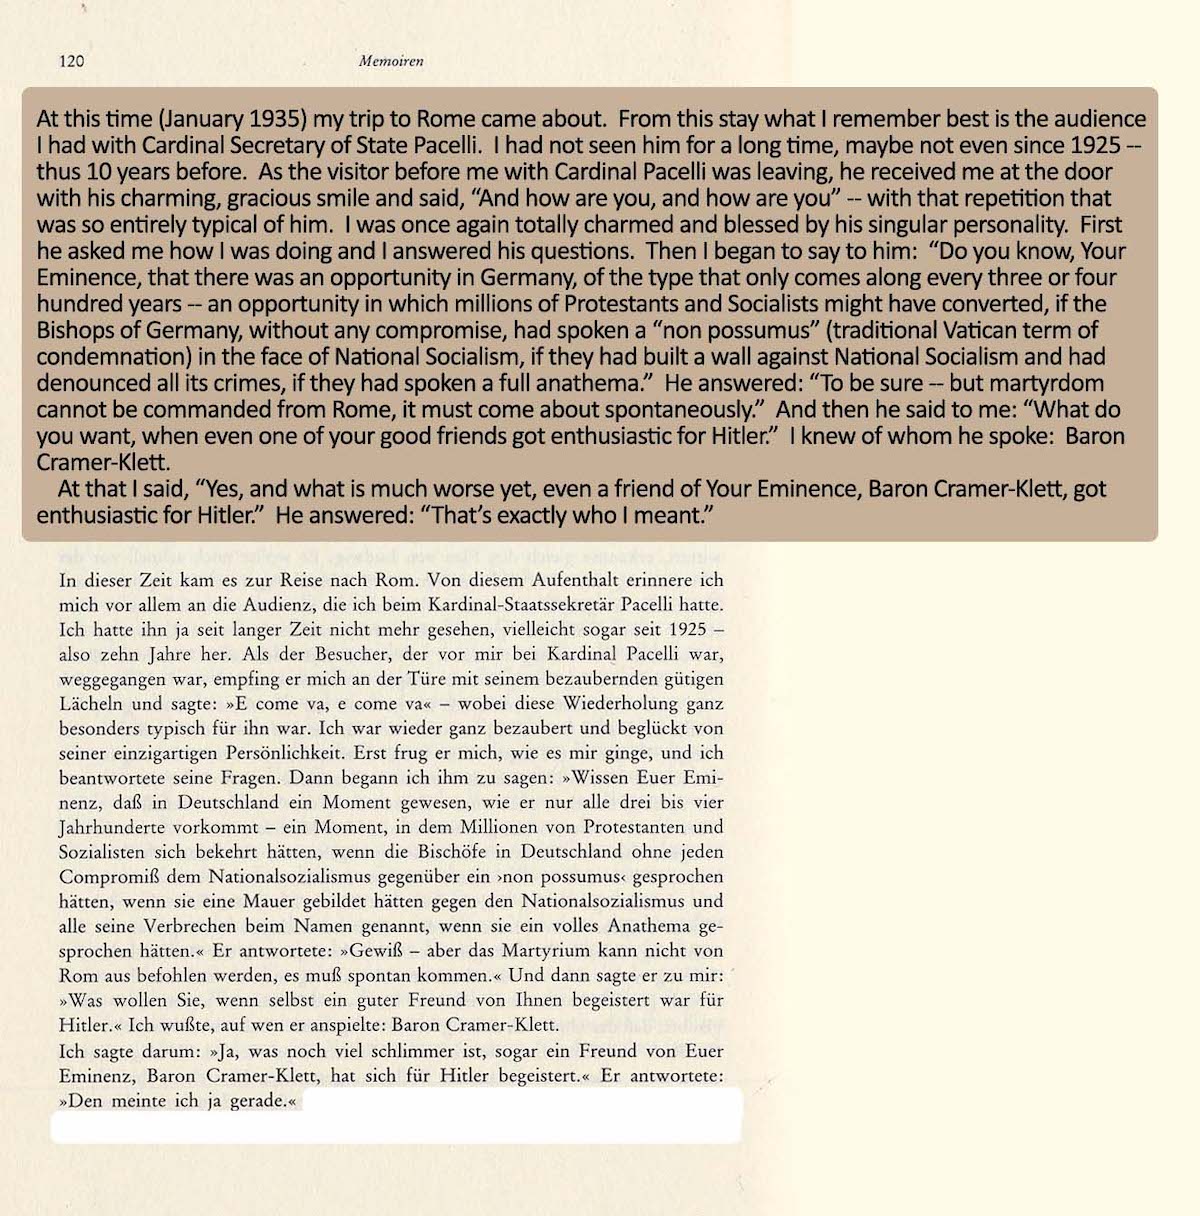 120
Memoiren
At this time (January 1935) my trip to Rome came about. From this stay what I remember best is the audience
I had with Cardinal Secretary of State Pacelli. I had not seen him for a long time, maybe not even since 1925 --
thus 10 years before. As the visitor before me with Cardinal Pacelli was leaving, he received me at the door
with his charming, gracious smile and said, “And how are you, and how are you” -- with that repetition that
was so entirely typical of him. I was once again totally charmed and blessed by his singular personality. First
he asked me how I was doing and I answered his questions. Then I began to say to him: “Do you know, Your
Eminence, that there was an opportunity in Germany, of the type that only comes along every three or four
hundred years -- an opportunity in which millions of Protestants and Socialists might have converted, if the
Bishops of Germany, without any compromise, had spoken a “non possumus” (traditional Vatican term of
condemnation) in the face of National Socialism, if they had built a wall against National Socialism and had
denounced all its crimes, if they had spoken a full anathema.” He answered: “To be sure -- but martyrdom
cannot be commanded from Rome, it must come about spontaneously.” And then he said to me: “What do
you want, when even one of your good friends got enthusiastic for Hitler.” I knew of whom he spoke: Baron
Cramer-Klett.
At that I said, “Yes, and what is much worse yet, even a friend of Your Eminence, Baron Cramer-Klett, got
enthusiastic for Hitler.” He answered: “That’s exactly who I meant.”
In dieser Zeit kam es zur Reise nach Rom. Von diesem Aufenthalt erinnere ich
mich vor allem an die Audienz, die ich beim Kardinal-Staatssekretär Pacelli hatte.
Ich hatte ihn ja seit langer Zeit nicht mehr gesehen, vielleicht sogar seit 1925 –
also zehn Jahre her. Als der Besucher, der vor mir bei Kardinal Pacelli war,
weggegangen war, empfing er mich an der Türe mit seinem bezaubernden gütigen
Lächeln und sagte: »E come va, e come va« – wobei diese Wiederholung ganz
besonders typisch für ihn war. Ich war wieder ganz bezaubert und beglückt von
seiner einzigartigen Persönlichkeit. Erst frug er mich, wie es mir ginge, und ich
beantwortete seine Fragen. Dann begann ich ihm zu sagen: »Wissen Euer Emi-
nenz, daß in Deutschland ein Moment gewesen, wie er nur alle drei bis vier
Jahrhunderte vorkommt – ein Moment, in dem Millionen von Protestanten und
Sozialisten sich bekehrt hätten, wenn die Bischöfe in Deutschland ohne jeden
Compromiß dem Nationalsozialismus gegenüber ein ›non possumus‹ gesprochen
hätten, wenn sie eine Mauer gebildet hätten gegen den Nationalsozialismus und
alle seine Verbrechen beim Namen genannt, wenn sie ein volles Anathema ge-
sprochen hätten.« Er antwortete: »Gewiß – aber das Martyrium kann nicht von
Rom aus befohlen werden, es muß spontan kommen.« Und dann sagte er zu mir:
»Was wollen Sie, wenn selbst ein guter Freund von Ihnen begeistert war für
Hitler.« Ich wußte, auf wen er anspielte: Baron Cramer-Klett.
Ich sagte darum: »Ja, was noch viel schlimmer ist, sogar ein Freund von Euer
Eminenz, Baron Cramer-Klett, hat sich für Hitler begeistert.« Er antwortete:
»Den meinte ich ja gerade.«